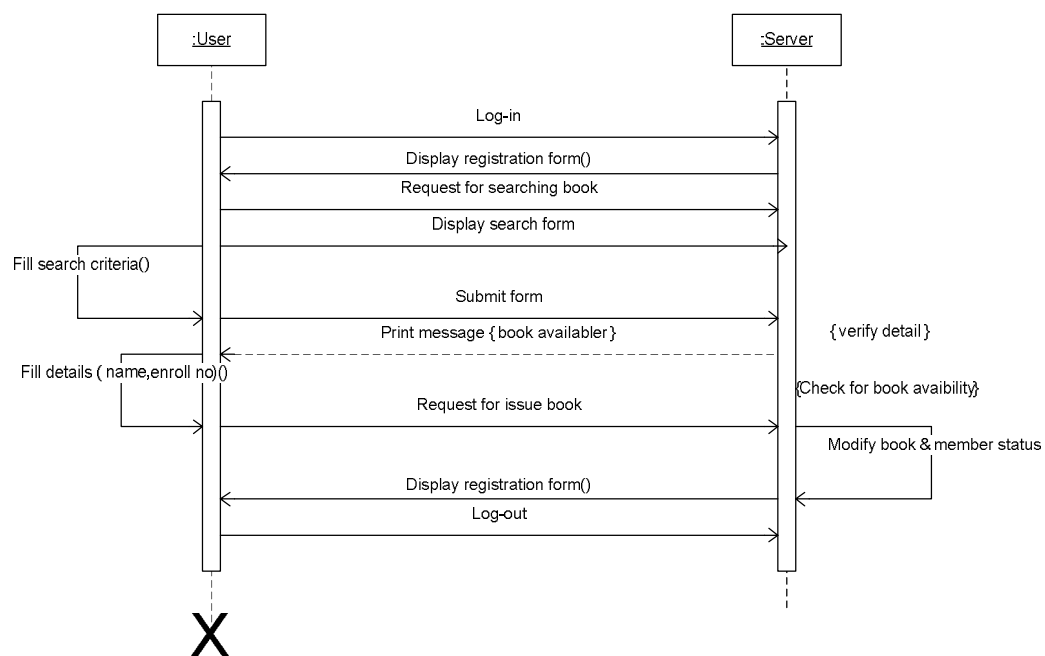 :User
:Server
Log-in
Display registration form()
Request for searching book
Display search form
Fill search criteria()
Submit form
Print message {book availabler}
{verify detail}
Fill details ( name,enroll no)()
{Check for book avaibility}
Request for issue book
Modify book & member status
Display registration form()
Log-out
X